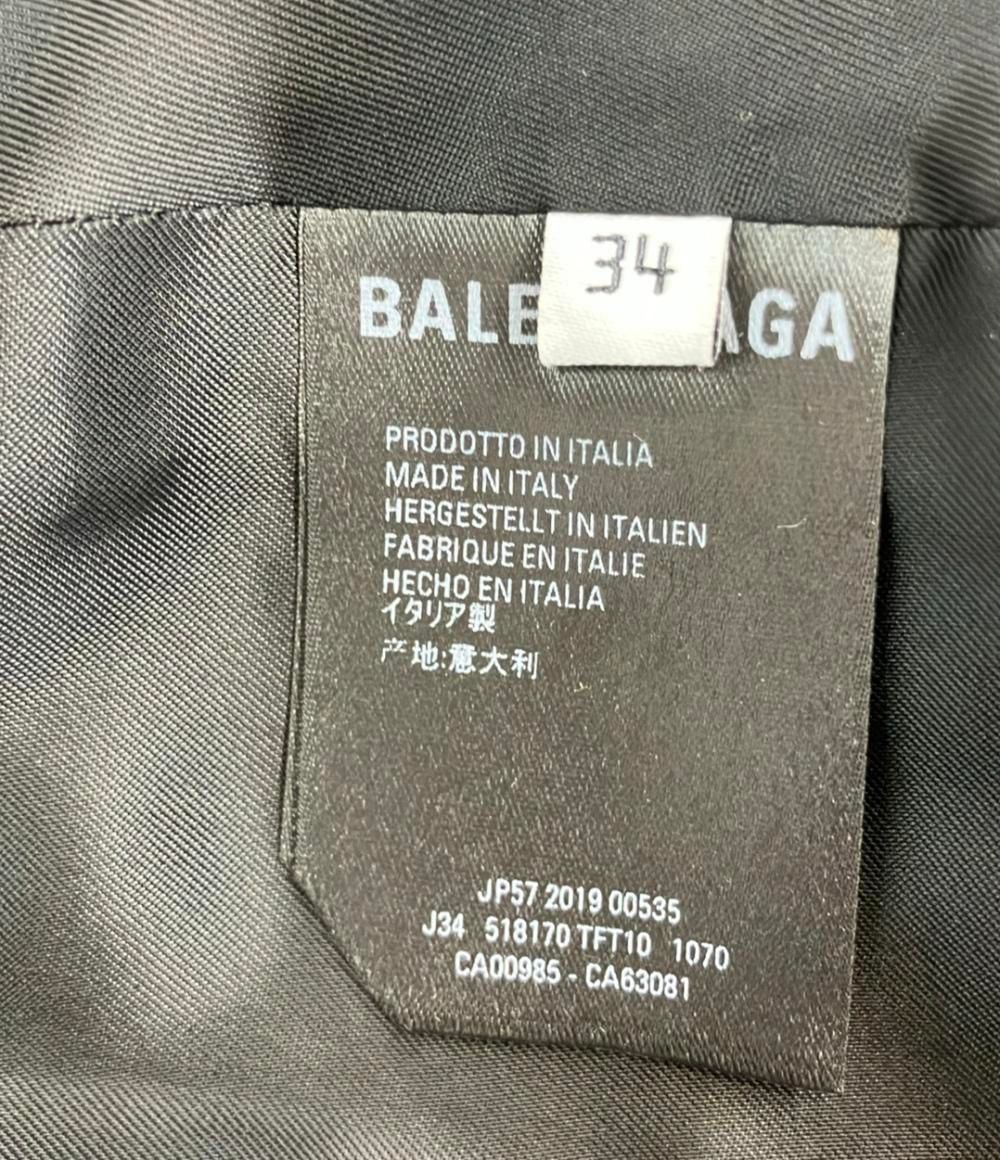 34
BALE AGA
PRODOTTO IN ITALIA
MADE IN ITALY
HERGESTELLT IN ITALIEN
FABRIQUE EN ITALIE
HECHO EN ITALIA
イタリア製
产地:意大利
JP57 2019 00535
J34 518170 TFT10 1070
CA00985 - CA63081